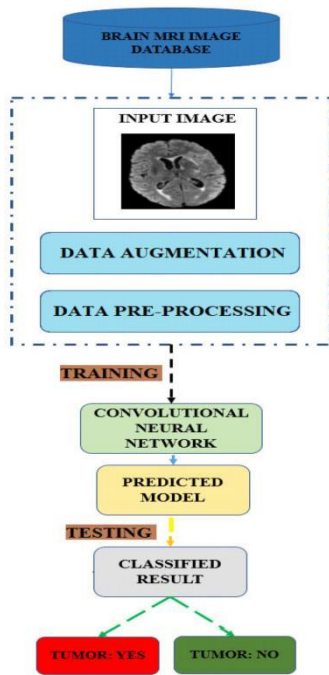 BRAIN MRI IMAGE
DATABASE
INPUT IMAGE
DATA AUGMENTATION
DATA PRE-PROCESSING
TRAINING
CONVOLUTIONAL
NEURAL
NETWORK
PREDICTED
MODEL
TESTING
CLASSIFIED
RESULT
TUMOR: YES
TUMOR: NO